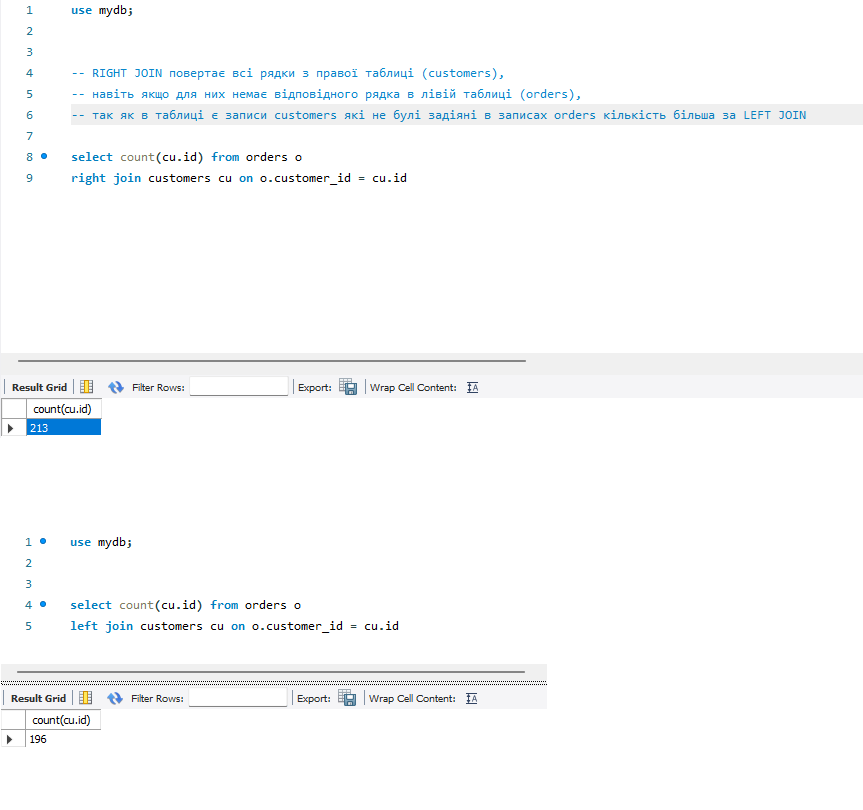 1 use mydb;
2
3
4 -- RIGHT JOIN повертає всі рядки з правої таблиці (customers),
5 -- навіть якщо для них немає відповідного рядка в лівій таблиці (orders),
6 -- так як в таблиці є записи customers які не булі задіяні в записах orders кількість більша за LEFT JOIN
7
8 select count(cu.id) from orders o
9 right join customers cu on o.customer_id = cu.id
Result Grid Filter Rows: Export: Wrap Cell Content:
count(cu.id)
213
1 use mydb;
2
3
4 select count(cu.id) from orders o
5 left join customers cu on o.customer_id = cu.id
Result Grid Filter Rows: Export: Wrap Cell Content:
count(cu.id)
196